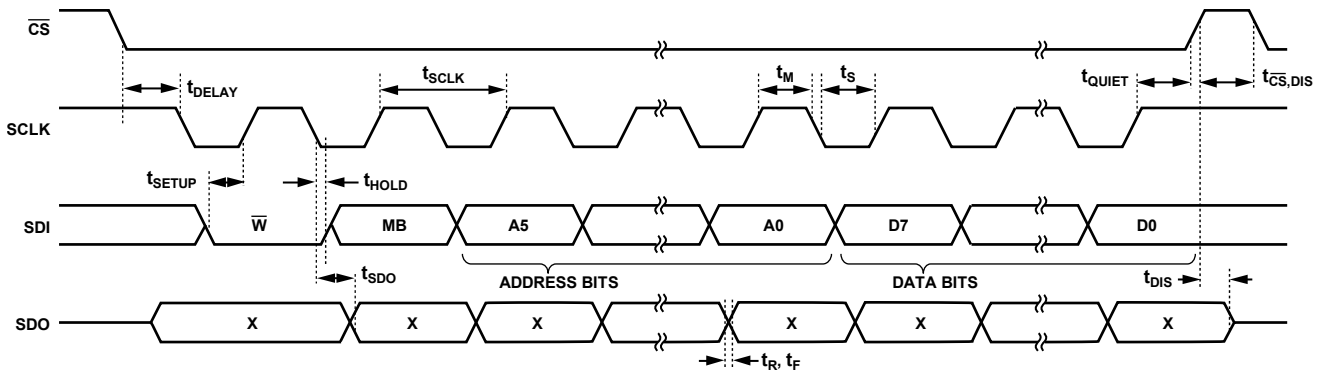 CS
tDELAY
tSCLK
tM
tS
tQUIET
tCS,DIS
SCLK
tSETUP
tHOLD
SDI
W
MB
A5
A0
D7
D0
tSDO
ADDRESS BITS
DATA BITS
tDIS
SDO
X
X
X
X
X
X
tR, tF